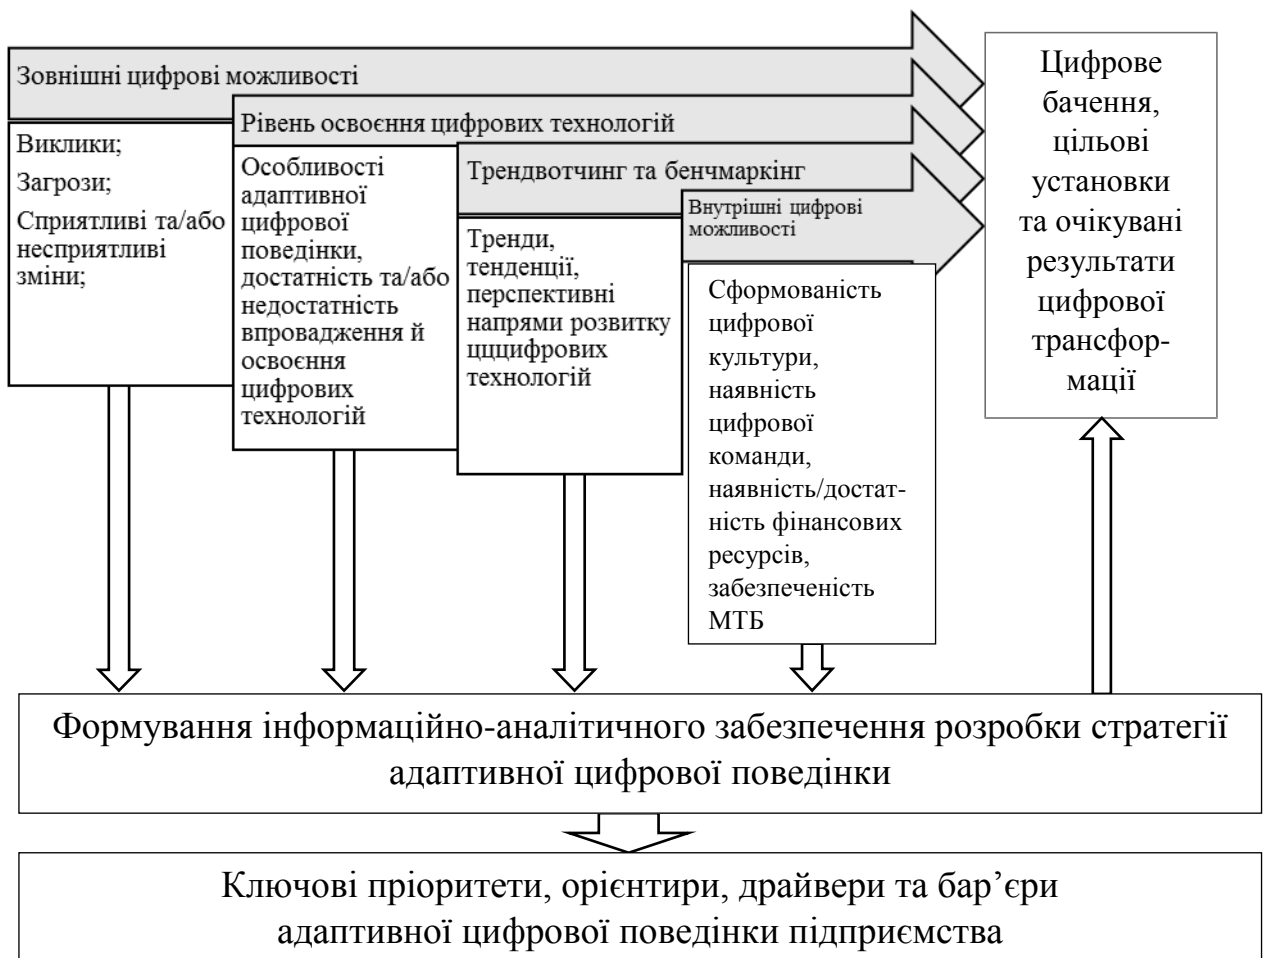 Зовнішні цифрові можливості
Виклики;
Загрози;
Сприятливі та/або
несприятливі
зміни;
Рівень освоєння цифрових технологій
Особливості
адаптивної
цифрової
поведінки,
достатність та/або
недостатність
впровадження й
освоєння
цифрових
технологій
Трендвотчинг та бенчмаркінг
Тренди,
тенденції,
перспективні
напрями розвитку
цццифрових
технологій
Внутрішні цифрові
можливості
Сформованість
цифрової
культури,
наявність
цифрової
команди,
наявність/достат-
ність фінансових
ресурсів,
забезпеченість
МТБ
Цифрове
бачення,
цільові
установки
та очікувані
результати
цифрової
трансфор-
мації
Формування інформаційно-аналітичного забезпечення розробки стратегії
адаптивної цифрової поведінки
Ключові пріоритети, орієнтири, драйвери та бар’єри
адаптивної цифрової поведінки підприємства